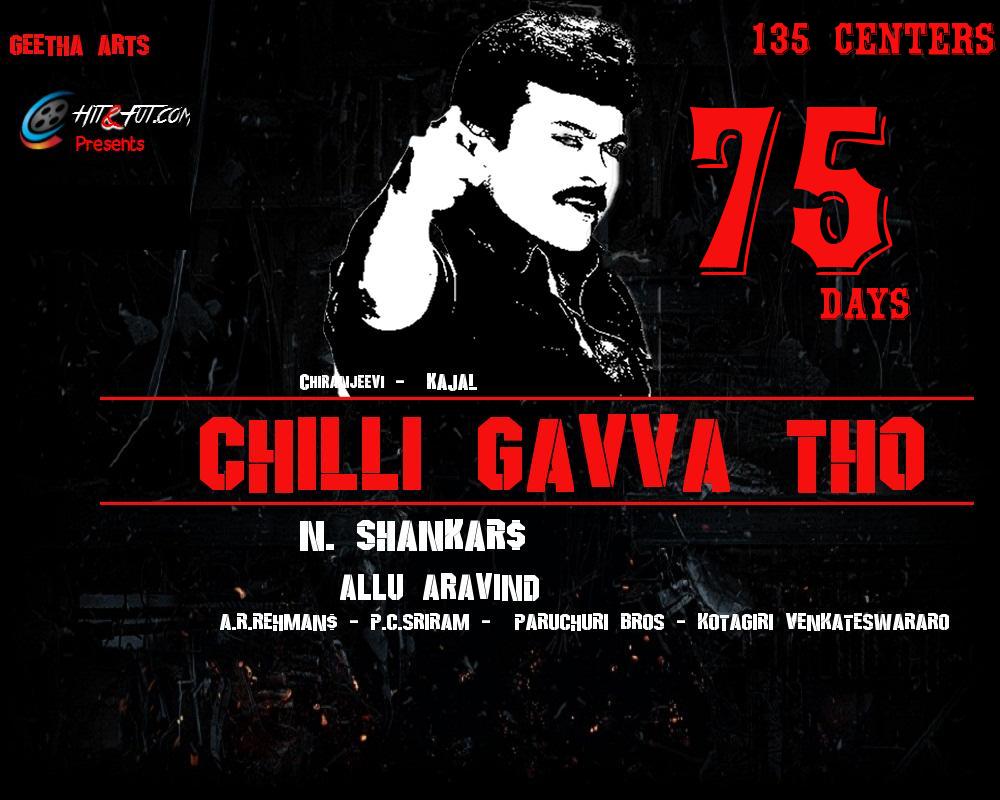 GEETHA ARTS
135 CENTERS
HIT&FUT.COM
Presents
75
DAYS
CHIRANJEEVI - KAJAL
CHILLI GAVVA THO
N. SHANKAR$
ALLU ARAVIND
A.R.REHMAN$ - P.C.SRIRAM - PARUCHURI BROS - KOTAGIRI VENKATESWARARO